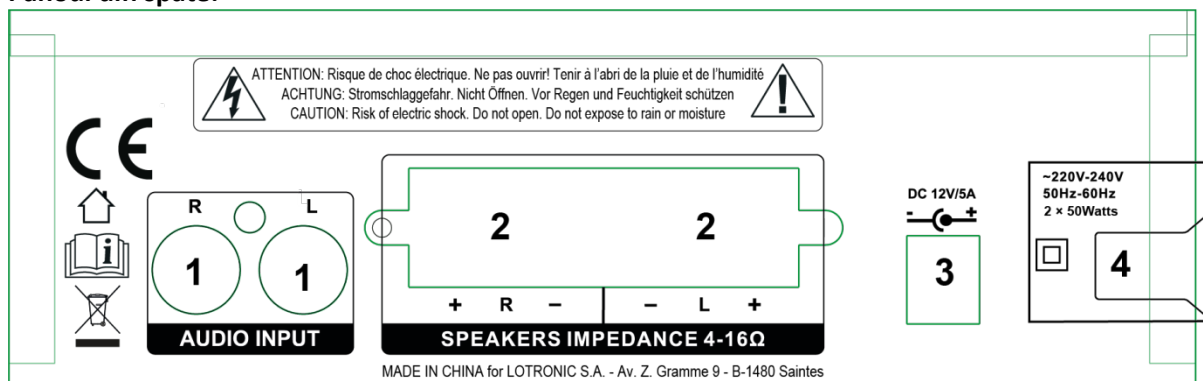 ATTENTION: Risque de choc électrique. Ne pas ouvrir! Tenir à l'abri de la pluie et de l'humidité
ACHTUNG: Stromschlaggefahr. Nicht Öffnen. Vor Regen und Feuchtigkeit schützen
CAUTION: Risk of electric shock. Do not open. Do not expose to rain or moisture
CE
R L
1 1
AUDIO INPUT
2 2
+ R − − L +
SPEAKERS IMPEDANCE 4-16Ω
DC 12V/5A
- +
3
~220V-240V
50Hz-60Hz
2 × 50Watts
4
MADE IN CHINA for LOTRONIC S.A. - Av. Z. Gramme 9 - B-1480 Saintes